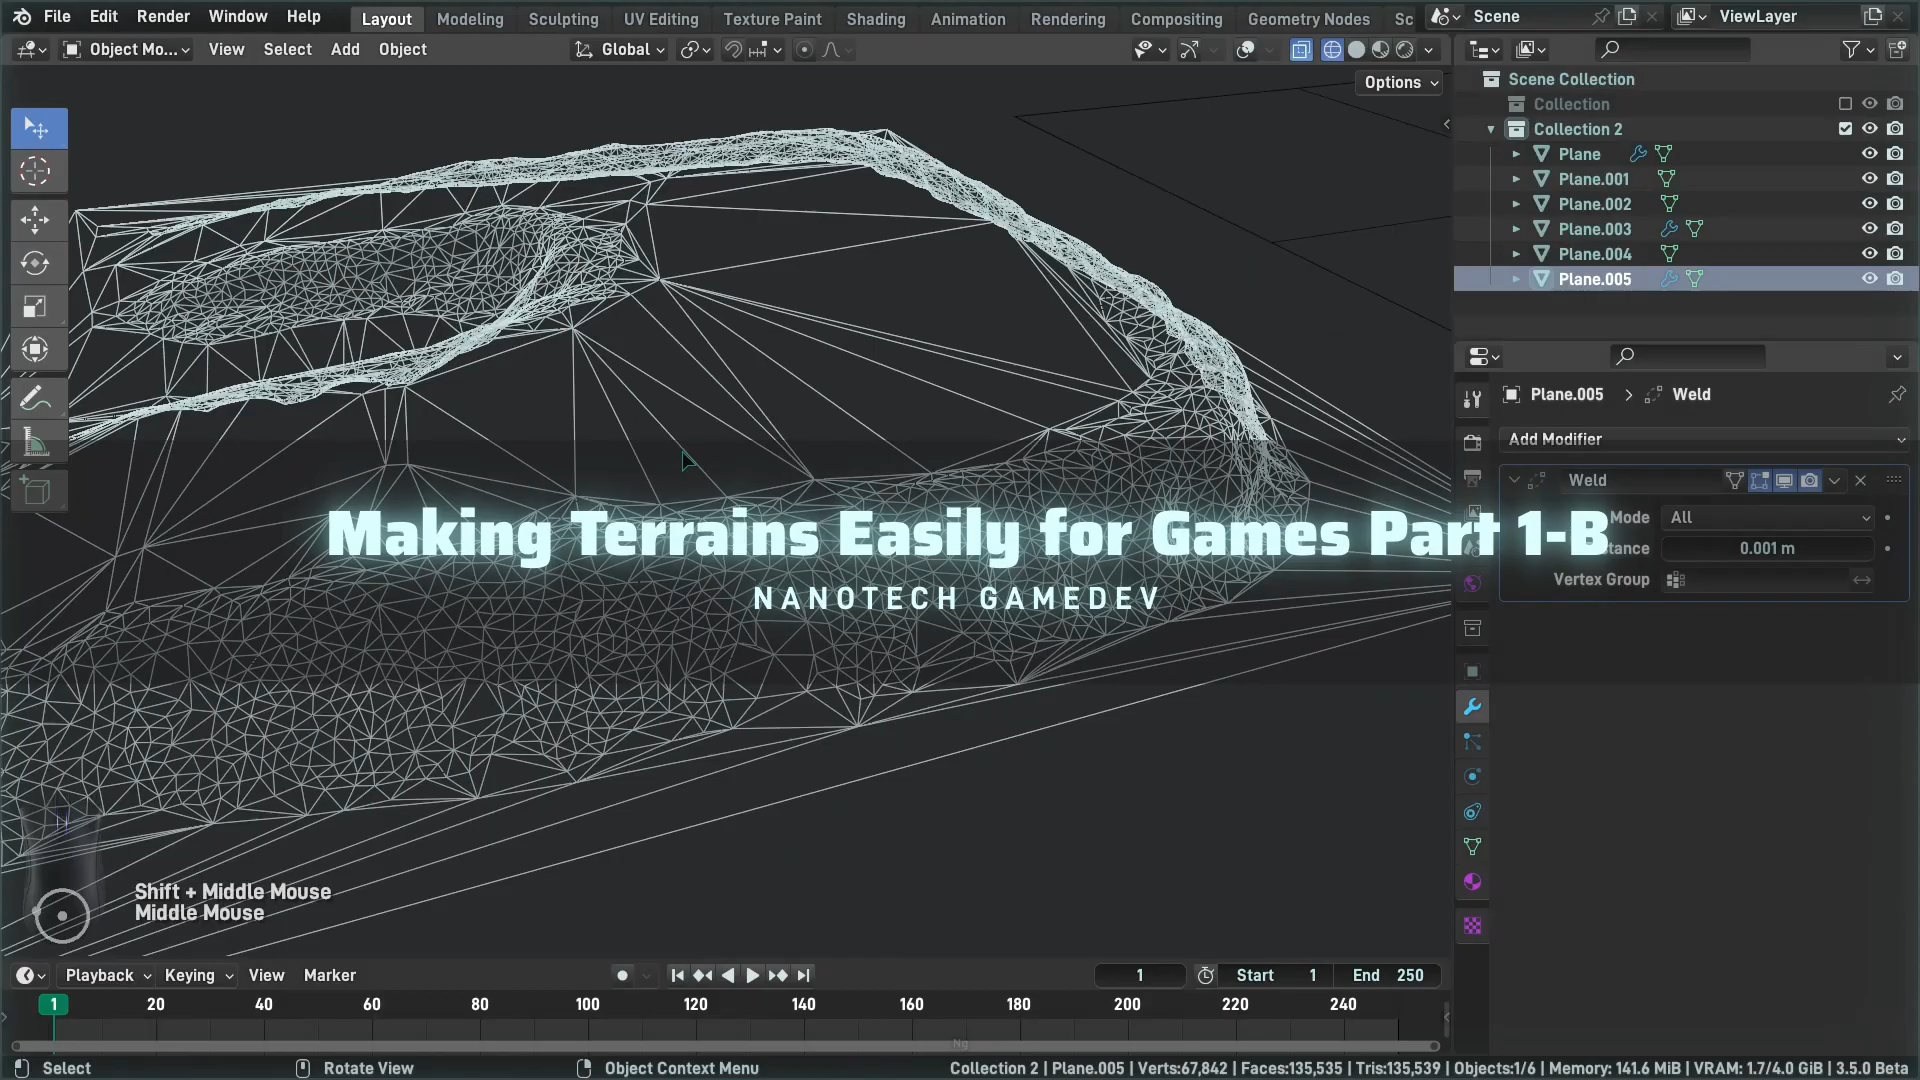 File Edit Render Window Help Layout Modeling Sculpting UV Editing Texture Paint Shading Animation Rendering Compositing Geometry Nodes Sc Scene ViewLayer
Object Mo... View Select Add Object Global
Options
Scene Collection
Collection
Collection 2
Plane
Plane.001
Plane.002
Plane.003
Plane.004
Plane.005
Plane.005 > Weld
Add Modifier
Weld
Mode All
tance 0.001 m
Vertex Group
Making Terrains Easily for Games Part 1-B
NANOTECH GAMEDEV
Shift + Middle Mouse
Middle Mouse
Playback Keying View Marker 1 Start 1 End 250
1 20 40 60 80 100 120 140 160 180 200 220 240
Select Rotate View Object Context Menu Collection 2 | Plane.005 | Verts:67,842 | Faces:135,535 | Tris:135,539 | Objects:1/6 | Memory: 141.6 MiB | VRAM: 1.7/4.0 GiB | 3.5.0 Beta